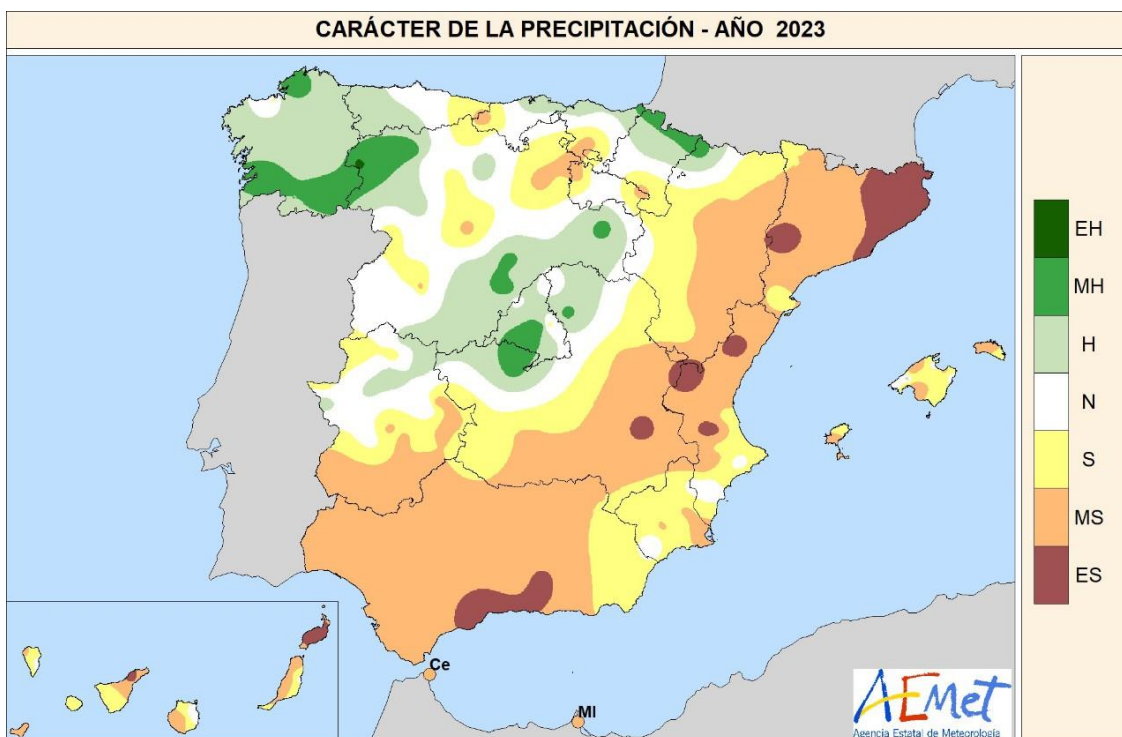 CARÁCTER DE LA PRECIPITACIÓN - AÑO 2023
EH
MH
H
N
S
MS
ES
Ce
Ml
AEMet
Agencia Estatal de Meteorología